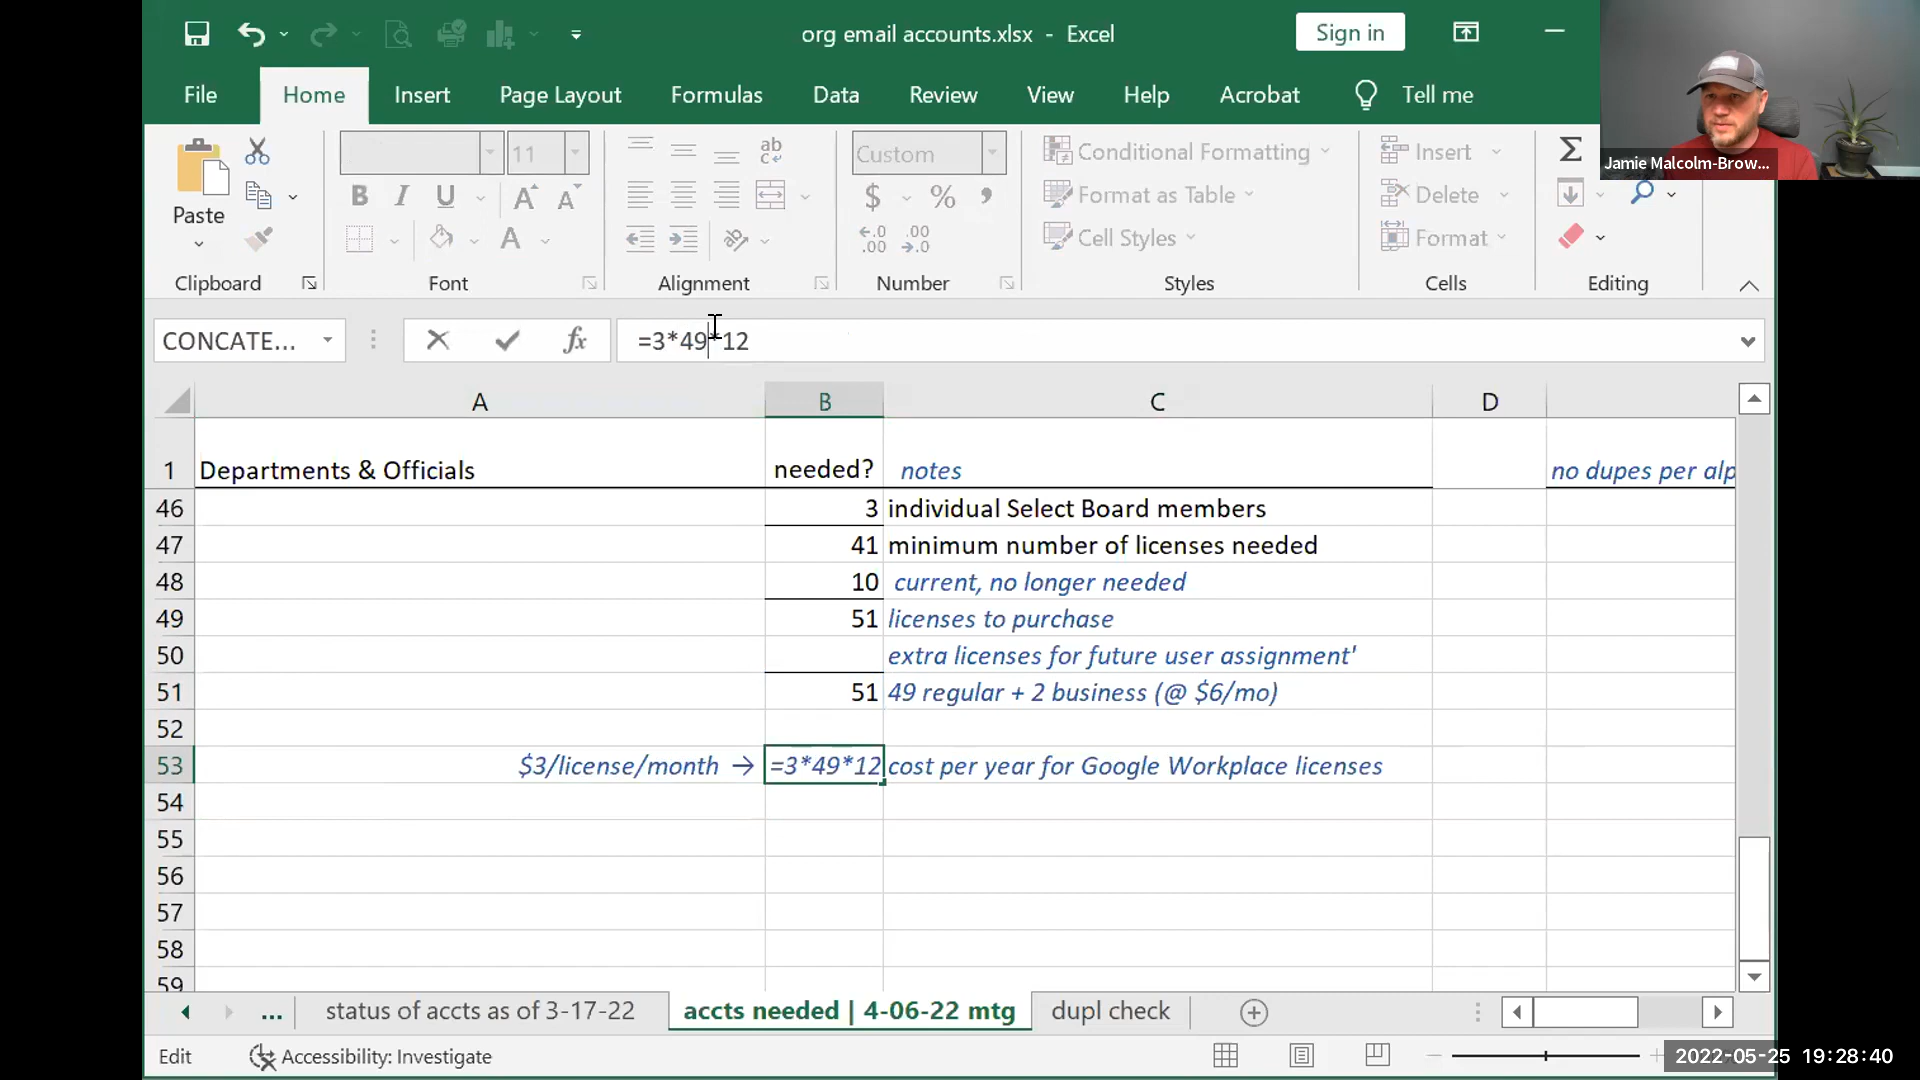 org email accounts.xlsx - Excel
Sign in
File Home Insert Page Layout Formulas Data Review View Help Acrobat Tell me
Jamie Malcolm-Brow...
Paste
11
ab
c
Custom
Conditional Formatting
Insert
Σ
B I U A A
$ % ,
Format as Table
Delete
A
←.0 .00
.00 →.0
Cell Styles
Format
Clipboard Font Alignment Number Styles Cells Editing
CONCATE... fx =3*49*12
A B C D
1 Departments & Officials needed? notes no dupes per alp
46 3 individual Select Board members
47 41 minimum number of licenses needed
48 10 current, no longer needed
49 51 licenses to purchase
50 extra licenses for future user assignment'
51 51 49 regular + 2 business (@ $6/mo)
52
53 $3/license/month → =3*49*12 cost per year for Google Workplace licenses
54
55
56
57
58
59
... status of accts as of 3-17-22 accts needed | 4-06-22 mtg dupl check
Edit Accessibility: Investigate
2022-05-25 19:28:40